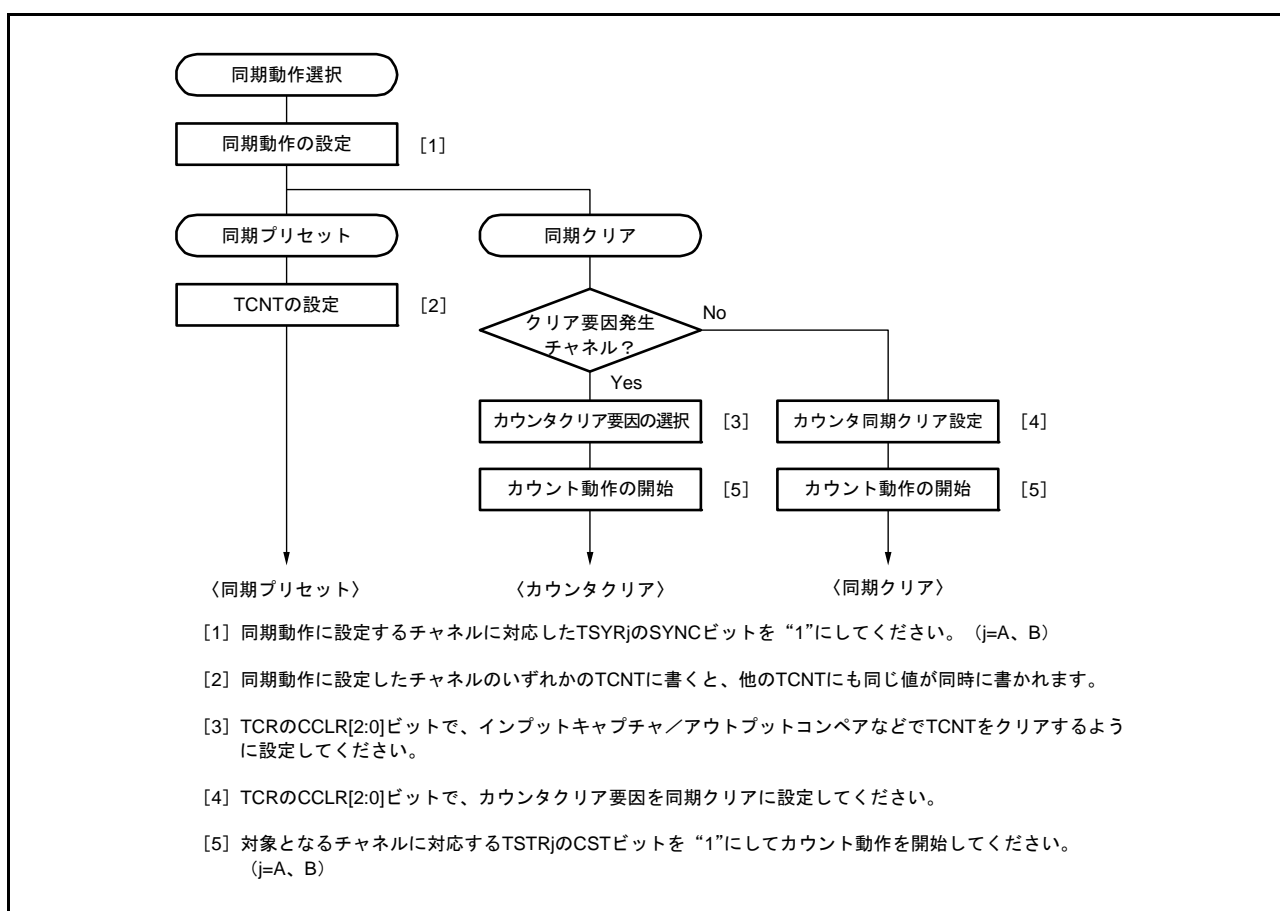 同期動作選択
同期動作の設定 [1]
同期プリセット
同期クリア
TCNTの設定 [2]
クリア要因発生
チャネル？
No
Yes
カウンタクリア要因の選択 [3]
カウンタ同期クリア設定 [4]
カウント動作の開始 [5]
カウント動作の開始 [5]
〈同期プリセット〉
〈カウンタクリア〉
〈同期クリア〉
[1] 同期動作に設定するチャネルに対応したTSYRjのSYNCビットを “1”にしてください。（j=A、B）
[2] 同期動作に設定したチャネルのいずれかのTCNTに書くと、他のTCNTにも同じ値が同時に書かれます。
[3] TCRのCCLR[2:0]ビットで、インプットキャプチャ／アウトプットコンペアなどでTCNTをクリアするよう
に設定してください。
[4] TCRのCCLR[2:0]ビットで、カウンタクリア要因を同期クリアに設定してください。
[5] 対象となるチャネルに対応するTSTRjのCSTビットを “1”にしてカウント動作を開始してください。
（j=A、B）